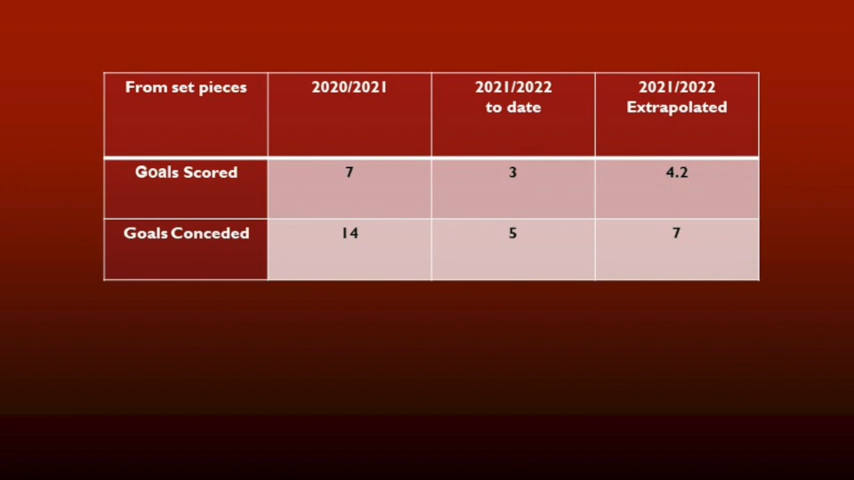 From set pieces 2020/2021 2021/2022 2021/2022
to date Extrapolated
Goals Scored 7 3 4.2
Goals Conceded 14 5 7